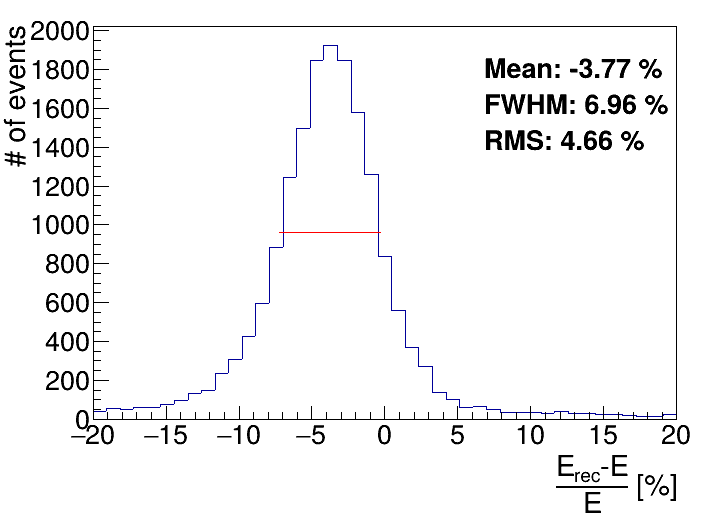 # of events
2000
1800
1600
1400
1200
1000
800
600
400
200
0
Mean: -3.77 %
FWHM: 6.96 %
RMS: 4.66 %
−20 −15 −10 −5 0 5 10 15 20
E_rec-E
E [%]